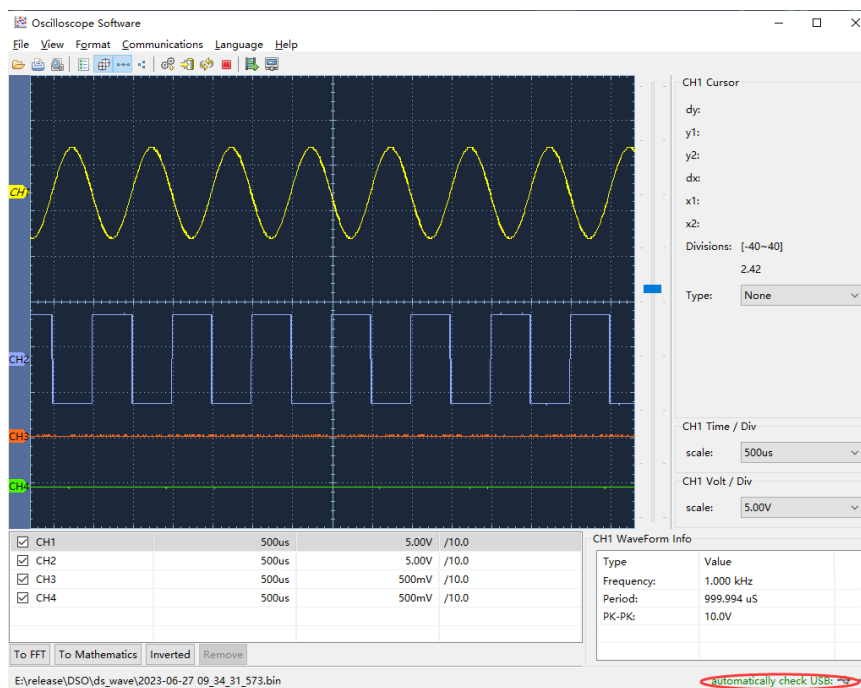 Oscilloscope Software
File View Format Communications Language Help
CH1 Cursor
dy:
y1:
y2:
dx:
x1:
x2:
Divisions: [-40~40]
2.42
Type: None
CH1
CH2
CH3
CH4
CH1 Time / Div
scale: 500us
CH1 Volt / Div
scale: 5.00V
CH1 500us 5.00V /10.0
CH2 500us 5.00V /10.0
CH3 500us 500mV /10.0
CH4 500us 500mV /10.0
CH1 WaveForm Info
Type Value
Frequency: 1.000 kHz
Period: 999.994 uS
PK-PK: 10.0V
To FFT To Mathematics Inverted Remove
E:\release\DSO\ds_wave\2023-06-27 09_34_31_573.bin
automatically check USB: